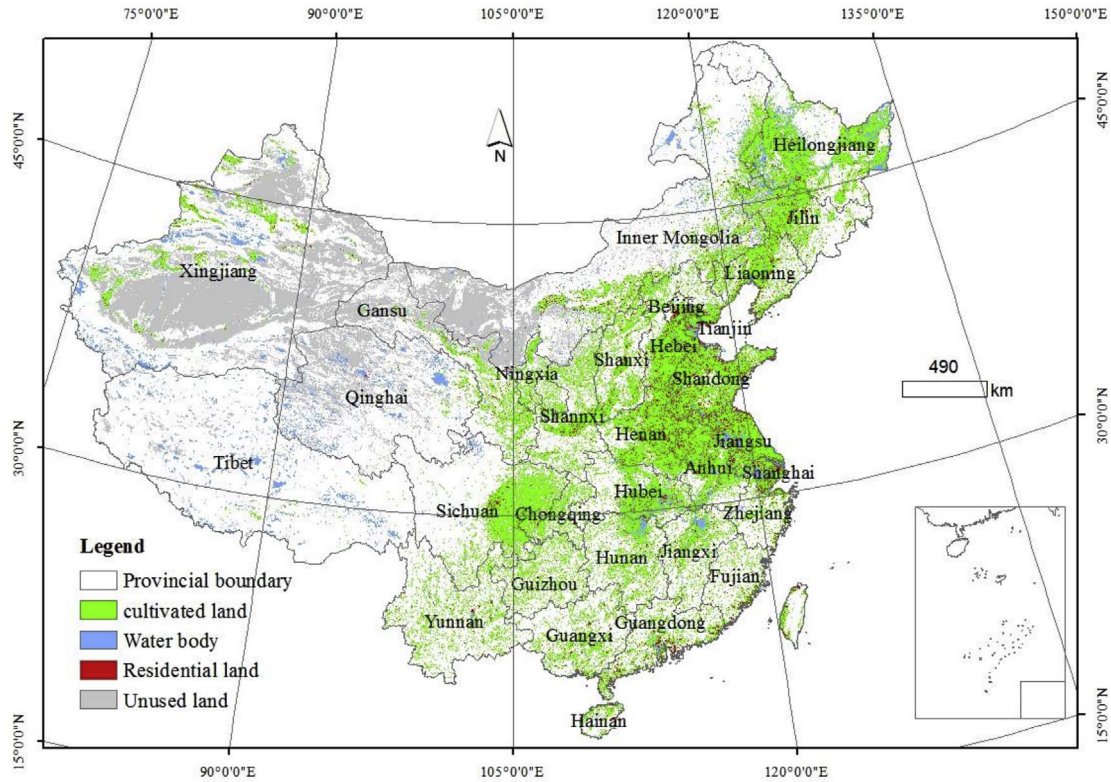 75°0'0"E 90°0'0"E 105°0'0"E 120°0'0"E 135°0'0"E 150°0'0"E
45°0'0"N
45°0'0"N
N
Heilongjiang
Jilin
Inner Mongolia
Liaoning
Xingjiang
Gansu
Beijing
Tianjin
Hebei
Shanxi
Ningxia
Shandong
490
km
Qinghai
Shannxi
Henan
Jiangsu
30°0'0"N
30°0'0"N
Tibet
Anhui
Shanghai
Hubei
Sichuan
Chongqing
Zhejiang
Hunan
Jiangxi
Guizhou
Fujian
Yunnan
Guangxi
Guangdong
Hainan
Legend
Provincial boundary
cultivated land
Water body
Residential land
Unused land
15°0'0"N
15°0'0"N
90°0'0"E 105°0'0"E 120°0'0"E